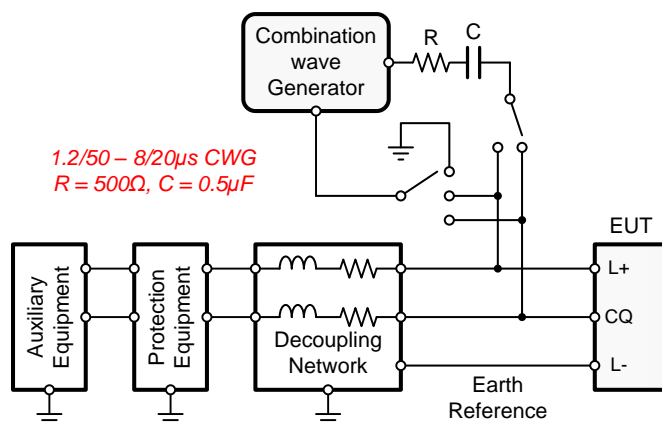 Combination
wave
Generator
R
C
1.2/50 – 8/20µs CWG
R = 500Ω, C = 0.5µF
EUT
Auxiliary
Equipment
Protection
Equipment
Decoupling
Network
L+
CQ
L-
Earth
Reference